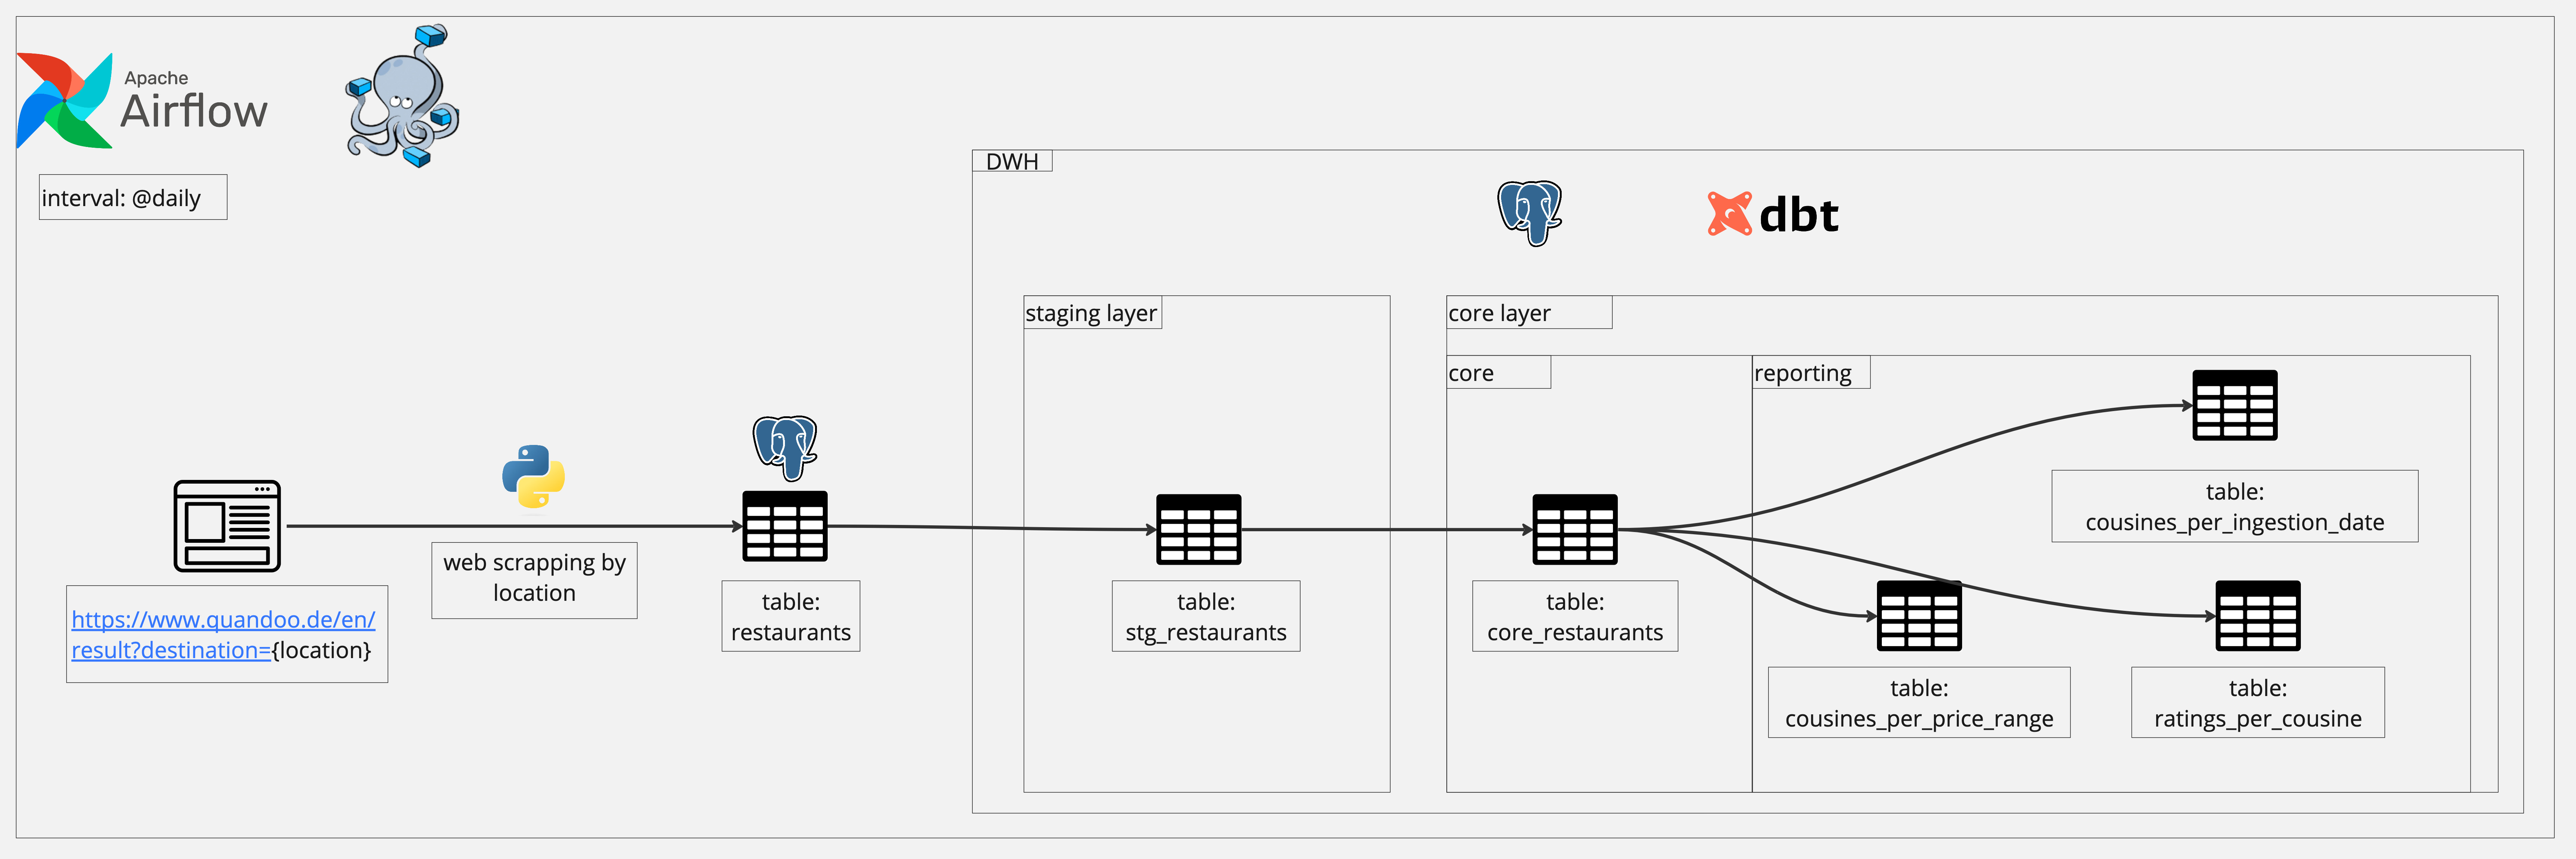 Apache
Airflow
interval: @daily
DWH
dbt
staging layer
core layer
core
reporting
https://www.quandoo.de/en/
result?destination={location}
web scrapping by
location
table:
restaurants
table:
stg_restaurants
table:
core_restaurants
table:
cousines_per_ingestion_date
table:
cousines_per_price_range
table:
ratings_per_cousine